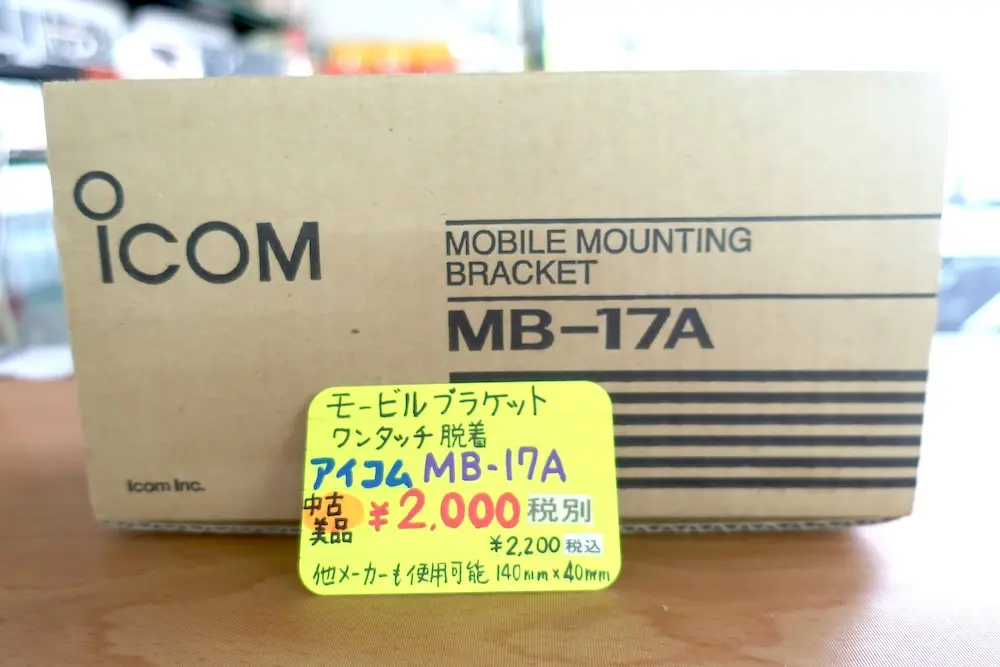 ICOM
MOBILE MOUNTING
BRACKET
MB-17A
Icom Inc.
モービルブラケット
ワンタッチ脱着
アイコム MB-17A
中古
美品
¥2,000 税別
¥2,200 税込
他メーカーも使用可能 140mm×40mm